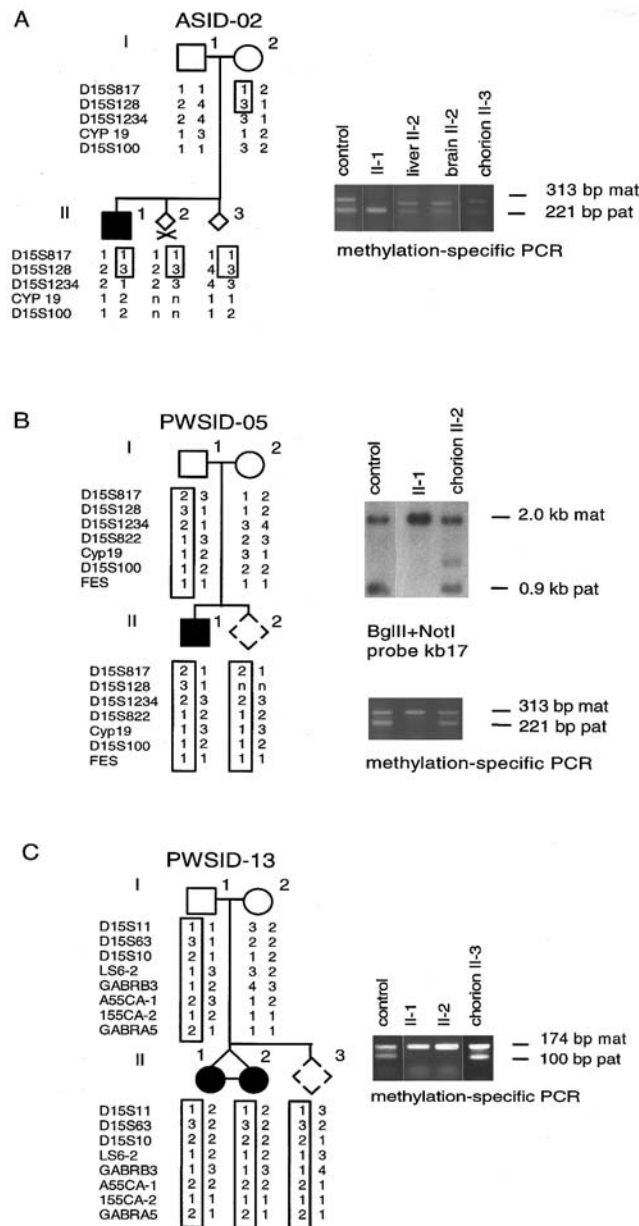 A
ASID-02
I
1
2
D15S817 1 1 1 2
D15S128 2 4 3 1
D15S1234 2 4 3 1
CYP 19 1 3 1 2
D15S100 1 1 3 2
II
1
2
3
D15S817 1 1 1 1 1 1
D15S128 2 3 2 3 4 3
D15S1234 2 1 2 3 4 3
CYP 19 1 2 n n 1 1
D15S100 1 2 n n 1 2
control
II-1
liver II-2
brain II-2
chorion II-3
313 bp mat
221 bp pat
methylation-specific PCR
B
PWSID-05
I
1
2
D15S817 2 3 1 2
D15S128 3 1 1 2
D15S1234 2 1 3 4
D15S822 1 3 2 3
Cyp19 1 2 3 1
D15S100 1 2 2 2
FES 1 1 1 1
II
1
2
D15S817 2 1 2 1
D15S128 3 1 n n
D15S1234 2 3 2 3
D15S822 1 2 1 2
Cyp19 1 3 1 3
D15S100 1 2 1 2
FES 1 1 1 1
control
II-1
chorion II-2
2.0 kb mat
0.9 kb pat
BglII+NotI
probe kb17
313 bp mat
221 bp pat
methylation-specific PCR
C
PWSID-13
I
1
2
D15S11 1 1 3 2
D15S63 3 1 2 2
D15S10 2 1 1 2
LS6-2 1 3 3 2
GABRB3 1 2 4 3
A55CA-1 2 3 1 2
155CA-2 1 2 1 1
GABRA5 2 1 1 1
II
1
2
3
D15S11 1 2 1 2 1 3
D15S63 3 2 3 2 3 2
D15S10 2 2 2 2 2 1
LS6-2 1 2 1 2 1 3
GABRB3 1 3 1 3 1 4
A55CA-1 2 2 2 2 2 1
155CA-2 1 1 1 1 1 1
GABRA5 2 1 2 1 2 1
control
II-1
II-2
chorion II-3
174 bp mat
100 bp pat
methylation-specific PCR